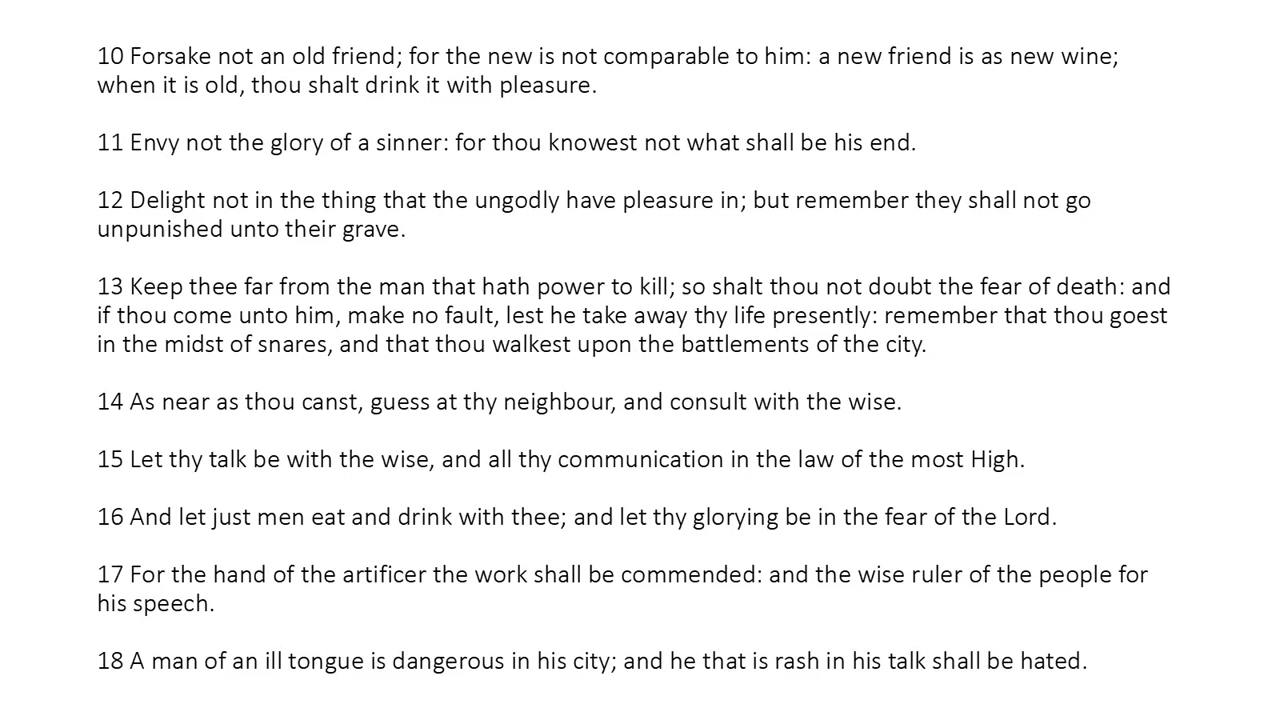 10 Forsake not an old friend; for the new is not comparable to him: a new friend is as new wine;
when it is old, thou shalt drink it with pleasure.
11 Envy not the glory of a sinner: for thou knowest not what shall be his end.
12 Delight not in the thing that the ungodly have pleasure in; but remember they shall not go
unpunished unto their grave.
13 Keep thee far from the man that hath power to kill; so shalt thou not doubt the fear of death: and
if thou come unto him, make no fault, lest he take away thy life presently: remember that thou goest
in the midst of snares, and that thou walkest upon the battlements of the city.
14 As near as thou canst, guess at thy neighbour, and consult with the wise.
15 Let thy talk be with the wise, and all thy communication in the law of the most High.
16 And let just men eat and drink with thee; and let thy glorying be in the fear of the Lord.
17 For the hand of the artificer the work shall be commended: and the wise ruler of the people for
his speech.
18 A man of an ill tongue is dangerous in his city; and he that is rash in his talk shall be hated.